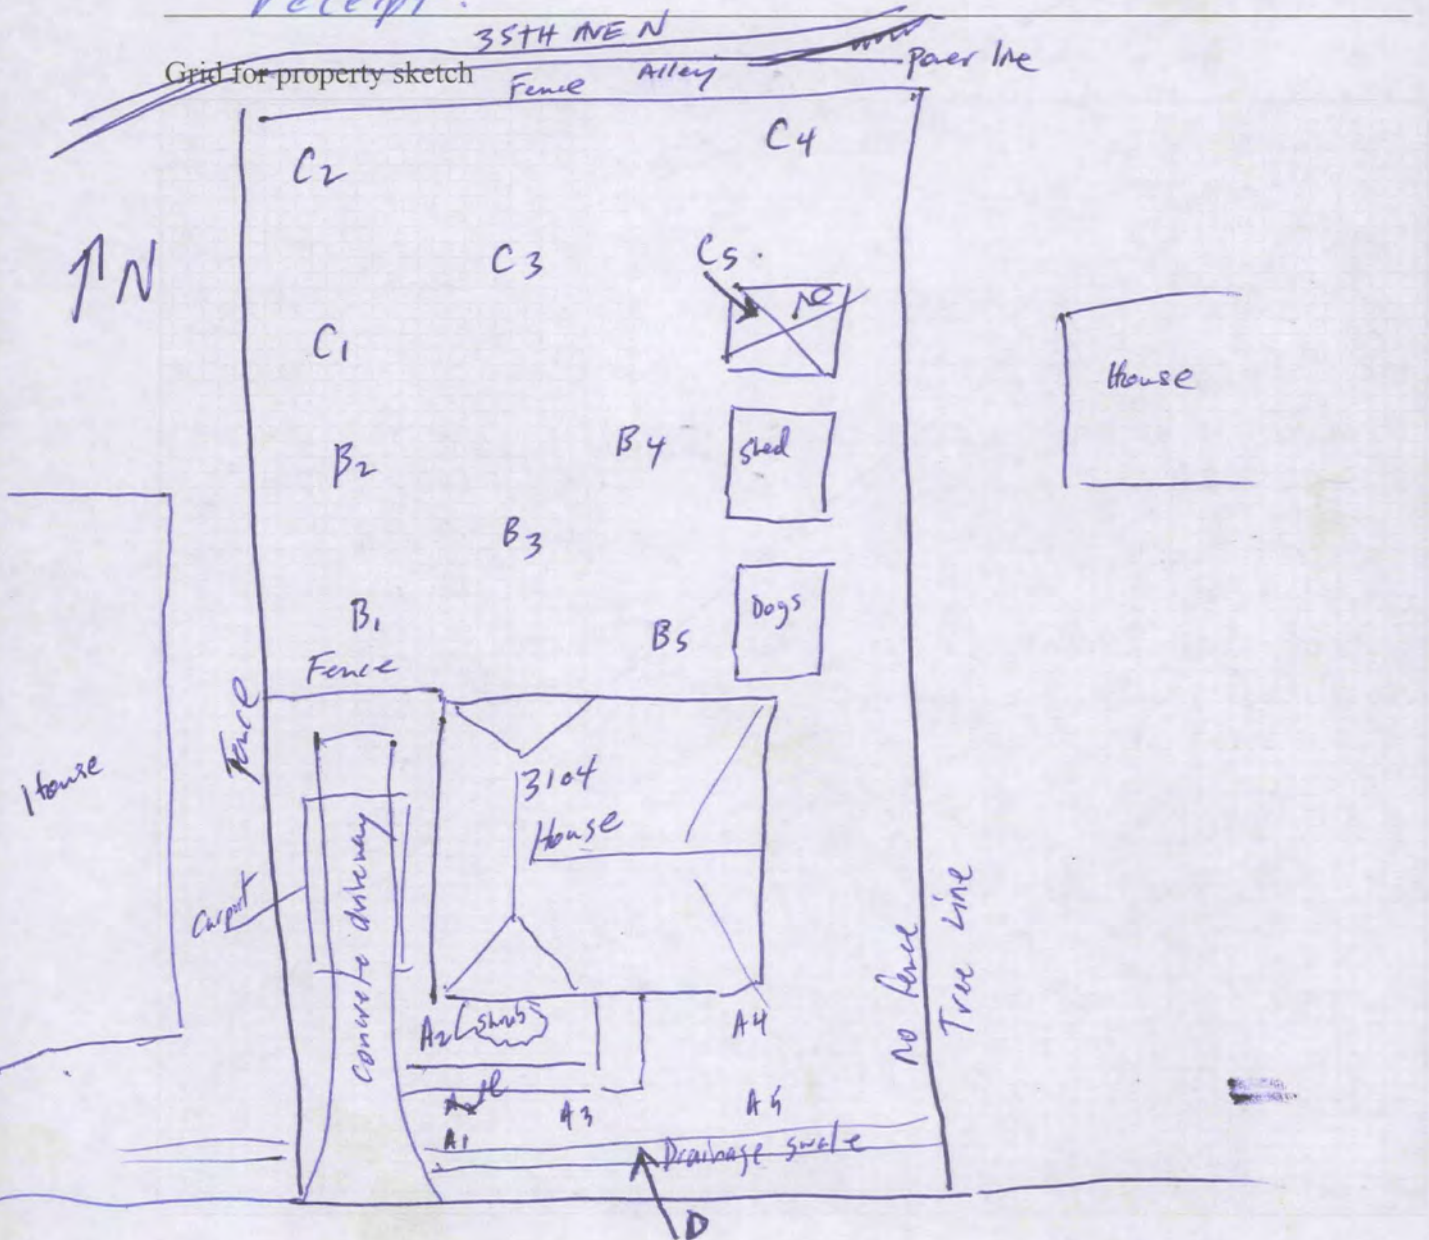 receipt.
35TH AVE N
Grid for property sketch
Alley
Power line
Fence
C4
C2
N
C3
C5
C1
House
B4
Shed
B2
B3
Dogs
B1
B5
Fence
Fence
3104
House
House
Carport
Concrete driveway
No Fence
Tree Line
A2
Shrubs
A4
A3
A5
A1
Drainage swale
D